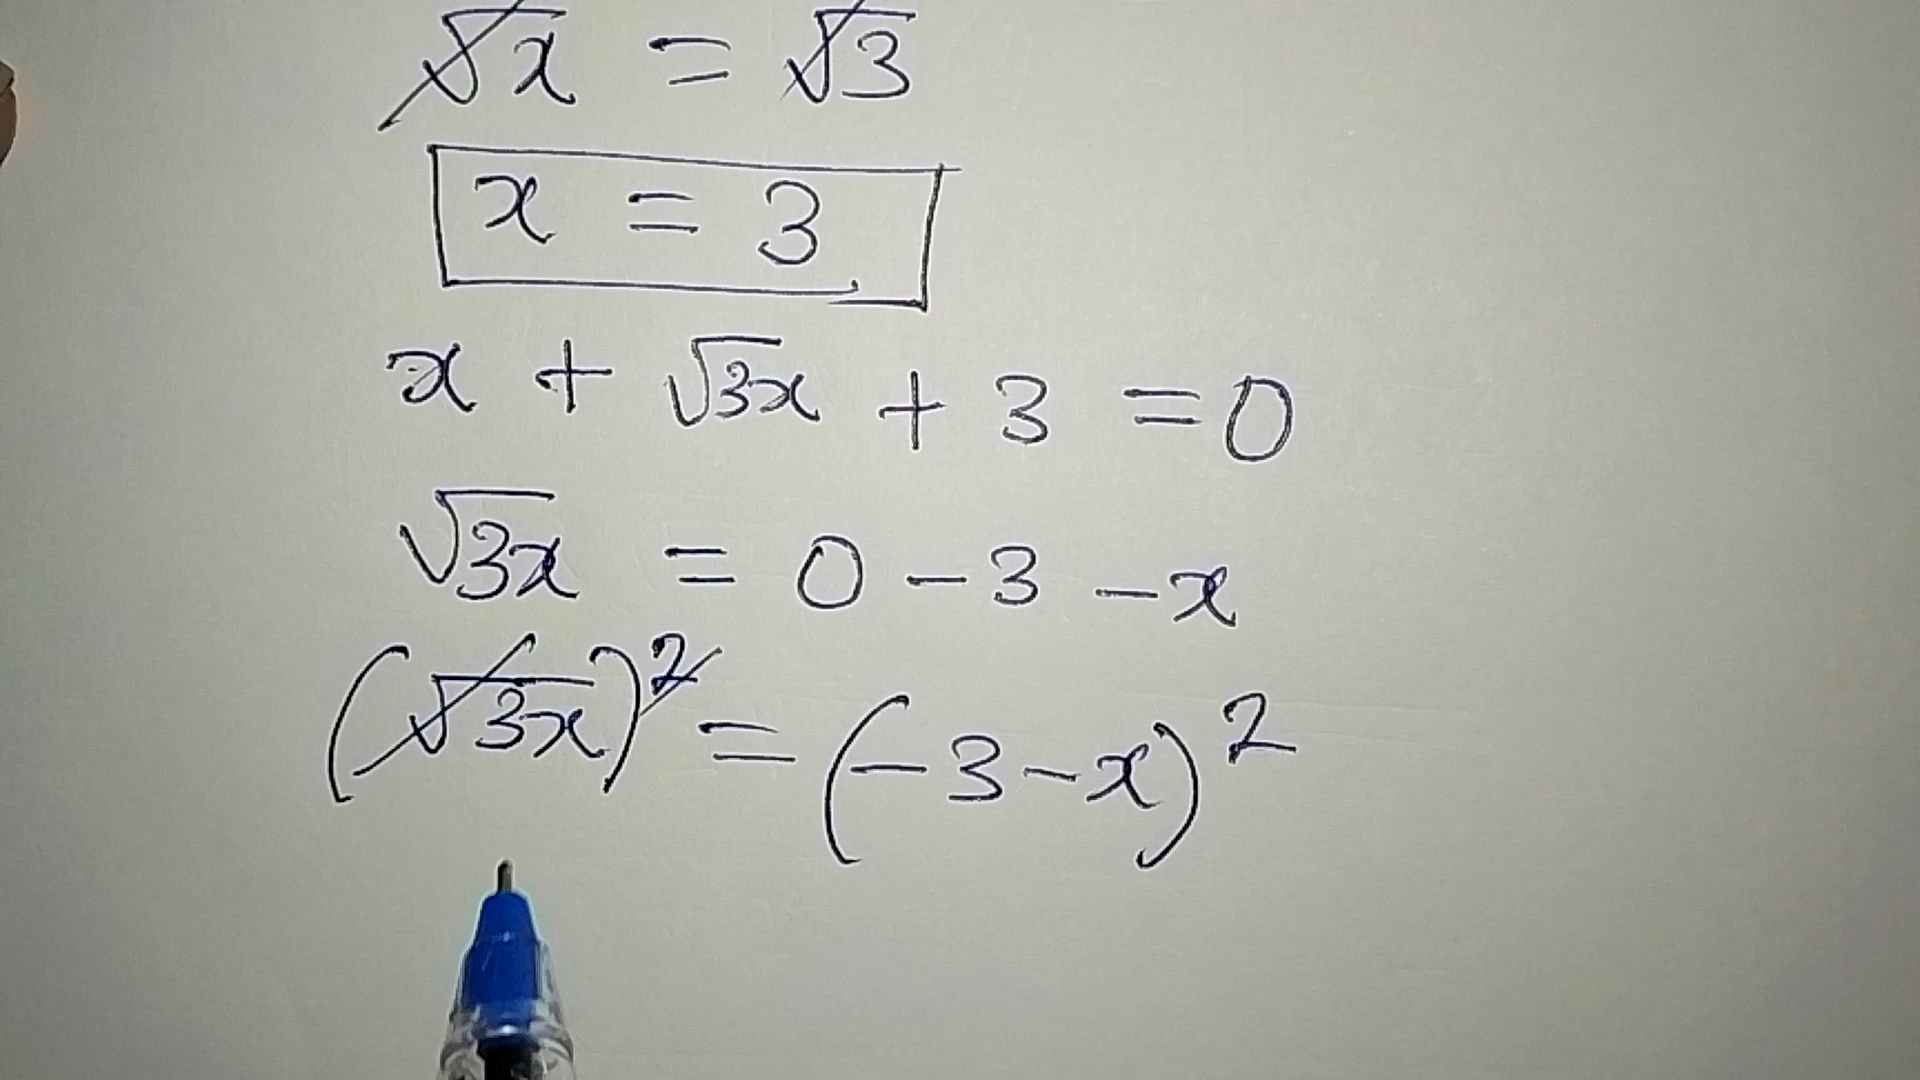 √x = √3
x = 3
x + √3x + 3 = 0
√3x = 0 - 3 - x
(√3x)² = (-3-x)²